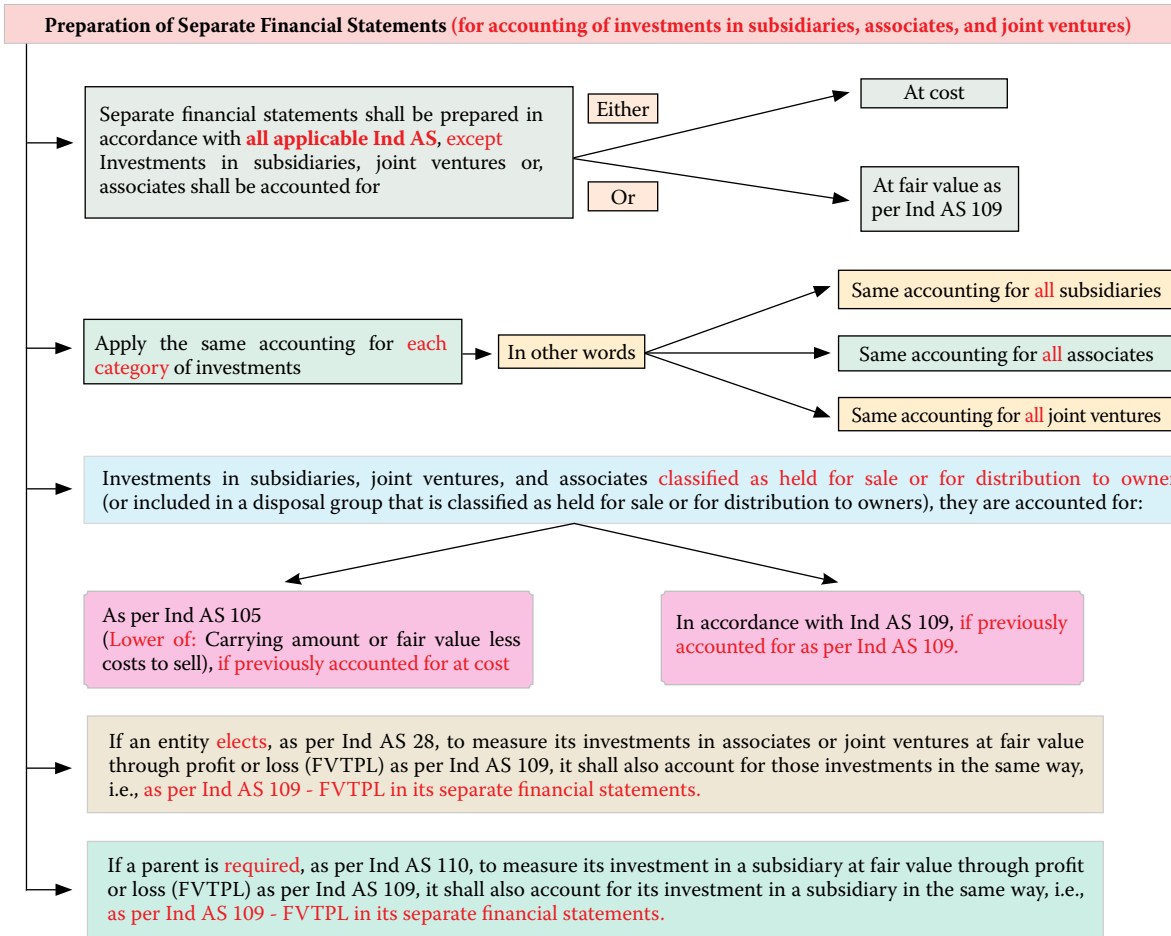 Preparation of Separate Financial Statements (for accounting of investments in subsidiaries, associates, and joint ventures)
Separate financial statements shall be prepared in
accordance with all applicable Ind AS, except
Investments in subsidiaries, joint ventures or,
associates shall be accounted for
Either
Or
At cost
At fair value as
per Ind AS 109
Apply the same accounting for each
category of investments
In other words
Same accounting for all subsidiaries
Same accounting for all associates
Same accounting for all joint ventures
Investments in subsidiaries, joint ventures, and associates classified as held for sale or for distribution to owner
(or included in a disposal group that is classified as held for sale or for distribution to owners), they are accounted for:
As per Ind AS 105
(Lower of: Carrying amount or fair value less
costs to sell), if previously accounted for at cost
In accordance with Ind AS 109, if previously
accounted for as per Ind AS 109.
If an entity elects, as per Ind AS 28, to measure its investments in associates or joint ventures at fair value
through profit or loss (FVTPL) as per Ind AS 109, it shall also account for those investments in the same way,
i.e., as per Ind AS 109 - FVTPL in its separate financial statements.
If a parent is required, as per Ind AS 110, to measure its investment in a subsidiary at fair value through profit
or loss (FVTPL) as per Ind AS 109, it shall also account for its investment in a subsidiary in the same way, i.e.,
as per Ind AS 109 - FVTPL in its separate financial statements.